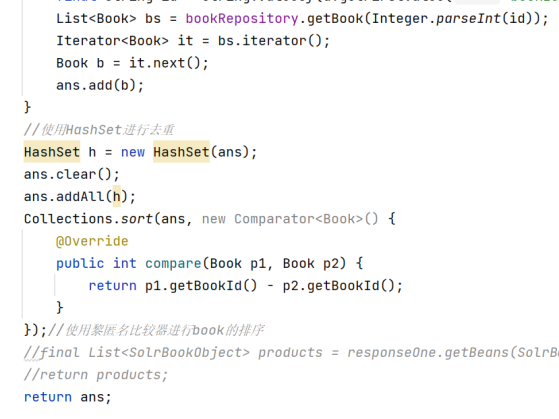 List<Book> bs = bookRepository.getBook(Integer.parseInt(id));
Iterator<Book> it = bs.iterator();
Book b = it.next();
ans.add(b);
}
//使用HashSet进行去重
HashSet h = new HashSet(ans);
ans.clear();
ans.addAll(h);
Collections.sort(ans, new Comparator<Book>() {
@Override
public int compare(Book p1, Book p2) {
return p1.getBookId() - p2.getBookId();
}
});//使用黎匿名比较器进行book的排序
//final List<SolrBookObject> products = responseOne.getBeans(SolrB
//return products;
return ans;